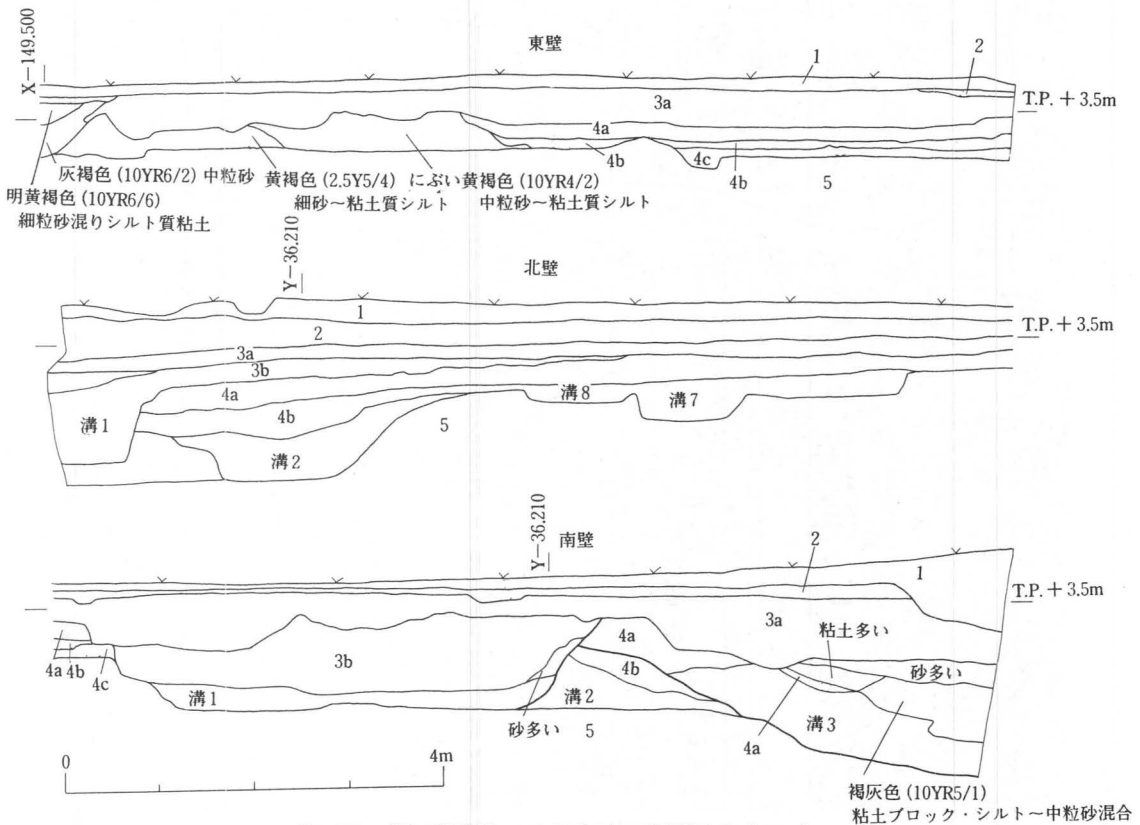 東壁
X−149.500
1
2
T.P.＋3.5m
3a
4a
4b
4c
4b
5
灰褐色(10YR6/2)中粒砂
明黄褐色(10YR6/6)
細粒砂混りシルト質粘土
黄褐色(2.5Y5/4)
細砂～粘土質シルト
にぶい黄褐色(10YR4/2)
中粒砂～粘土質シルト
北壁
Y−36.210
1
2
T.P.＋3.5m
3a
3b
4a
4b
溝1
溝2
5
溝8
溝7
南壁
Y−36.210
2
1
T.P.＋3.5m
3a
粘土多い
砂多い
4a
4b
4a
4b
4c
3b
溝1
溝2
砂多い
5
4a
溝3
褐灰色(10YR5/1)
粘土ブロック・シルト～中粒砂混合
0
4m